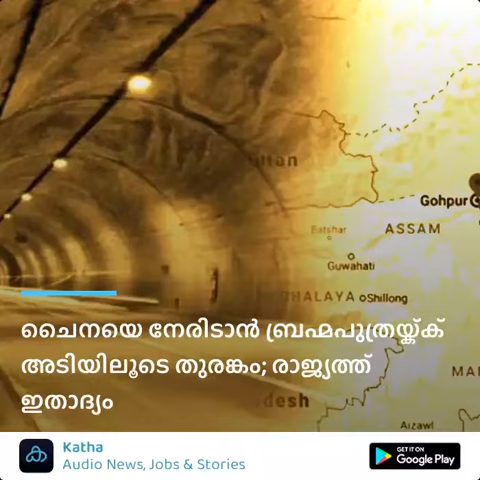 Gohpur
Batshar
ASSAM
Guwahati
Shillong
ചൈനയെ നേരിടാൻ ബ്രഹ്മപുത്രയ്ക്ക്
അടിയിലൂടെ തുരങ്കം; രാജ്യത്ത്
ഇതാദ്യം
desh
Aizawl
Katha
Audio News, Jobs & Stories
GET IT ON
Google Play